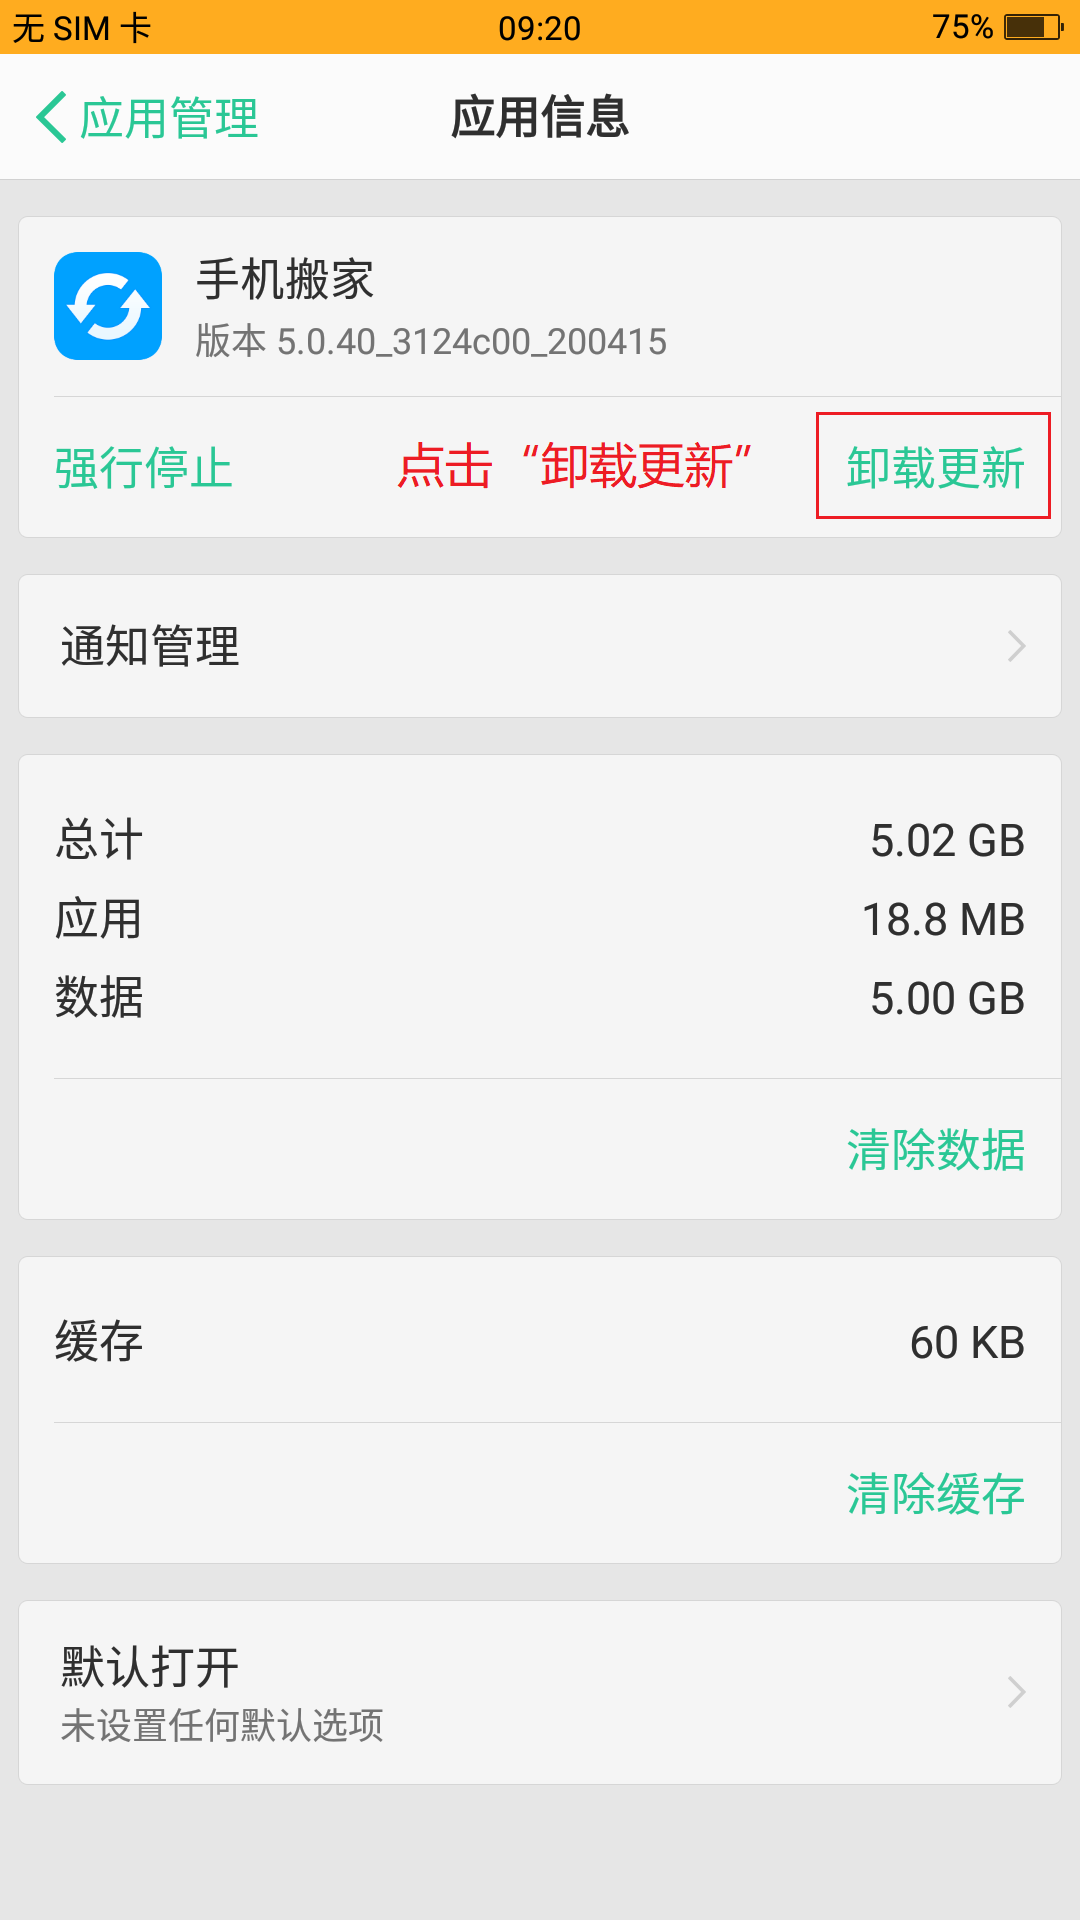 无 SIM 卡 09:20 75%
应用管理 应用信息
手机搬家
版本 5.0.40_3124c00_200415
强行停止 点击“卸载更新” 卸载更新
通知管理
总计 5.02 GB
应用 18.8 MB
数据 5.00 GB
清除数据
缓存 60 KB
清除缓存
默认打开
未设置任何默认选项